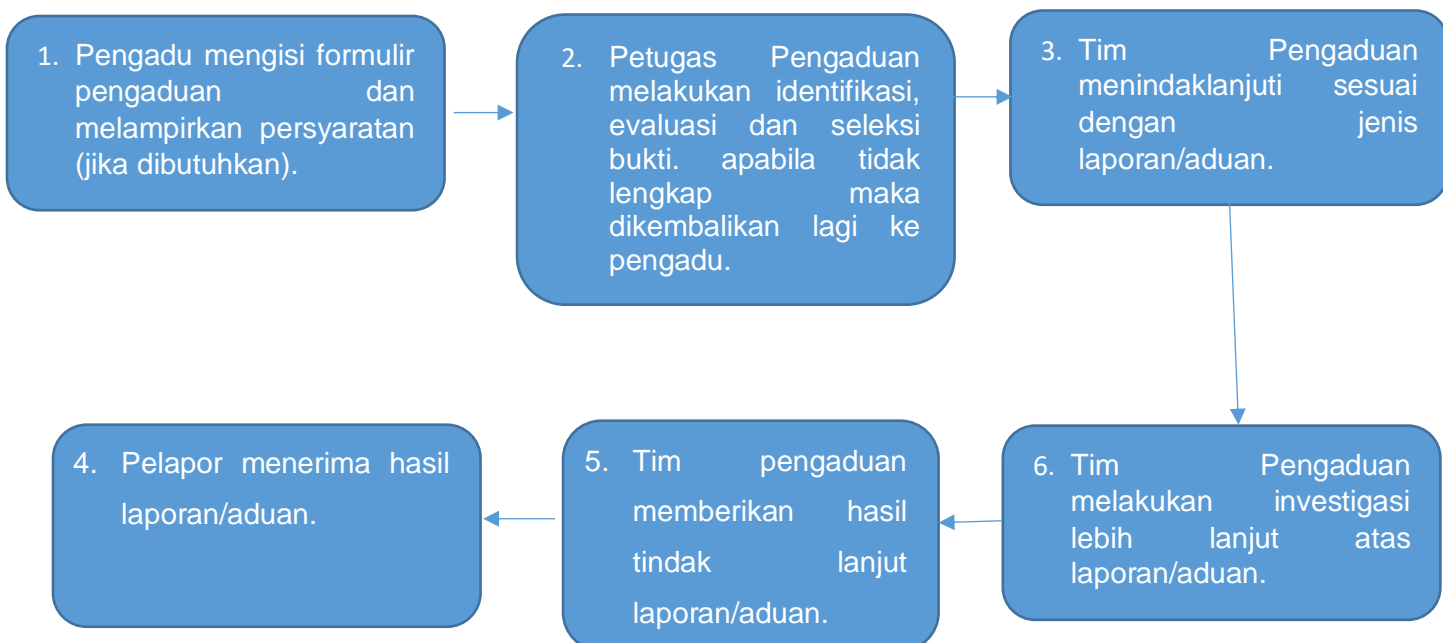 1. Pengadu mengisi formulir
pengaduan dan
melampirkan persyaratan
(jika dibutuhkan).
2. Petugas Pengaduan
melakukan identifikasi,
evaluasi dan seleksi
bukti. apabila tidak
lengkap maka
dikembalikan lagi ke
pengadu.
3. Tim Pengaduan
menindaklanjuti sesuai
dengan jenis
laporan/aduan.
4. Pelapor menerima hasil
laporan/aduan.
5. Tim pengaduan
memberikan hasil
tindak lanjut
laporan/aduan.
6. Tim Pengaduan
melakukan investigasi
lebih lanjut atas
laporan/aduan.